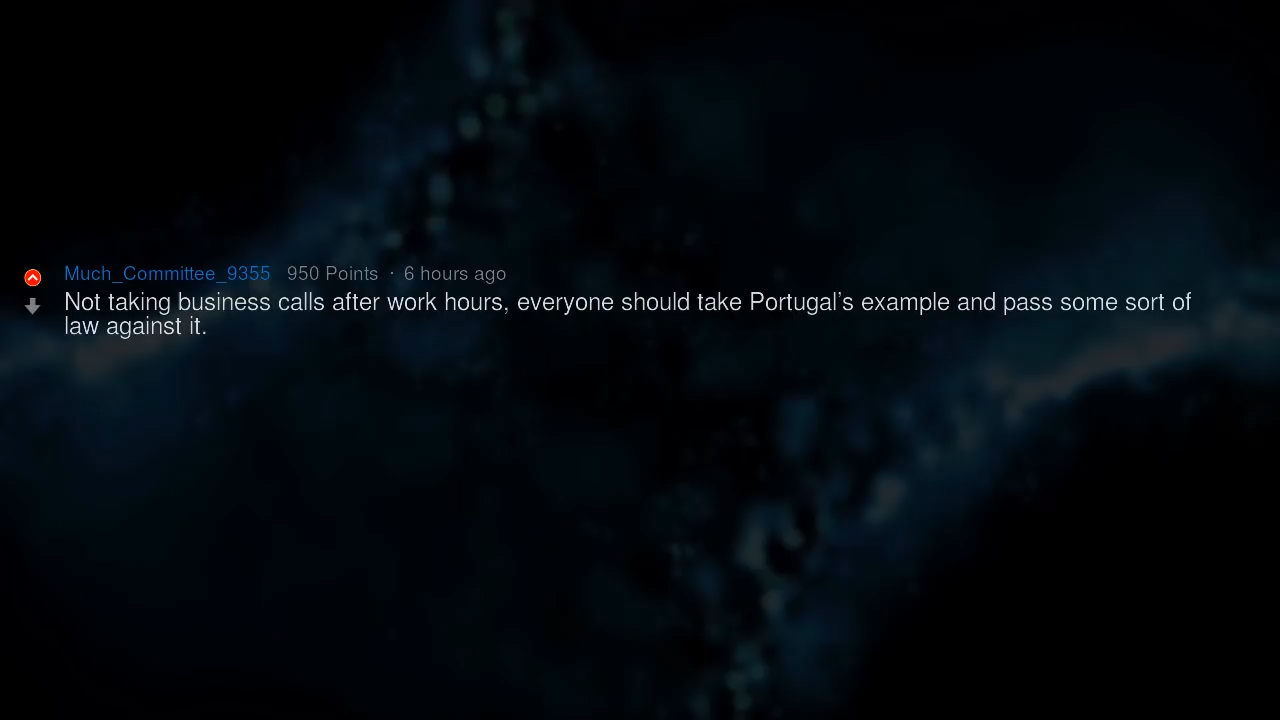 Much_Committee_9355 950 Points · 6 hours ago
Not taking business calls after work hours, everyone should take Portugal's example and pass some sort of
law against it.